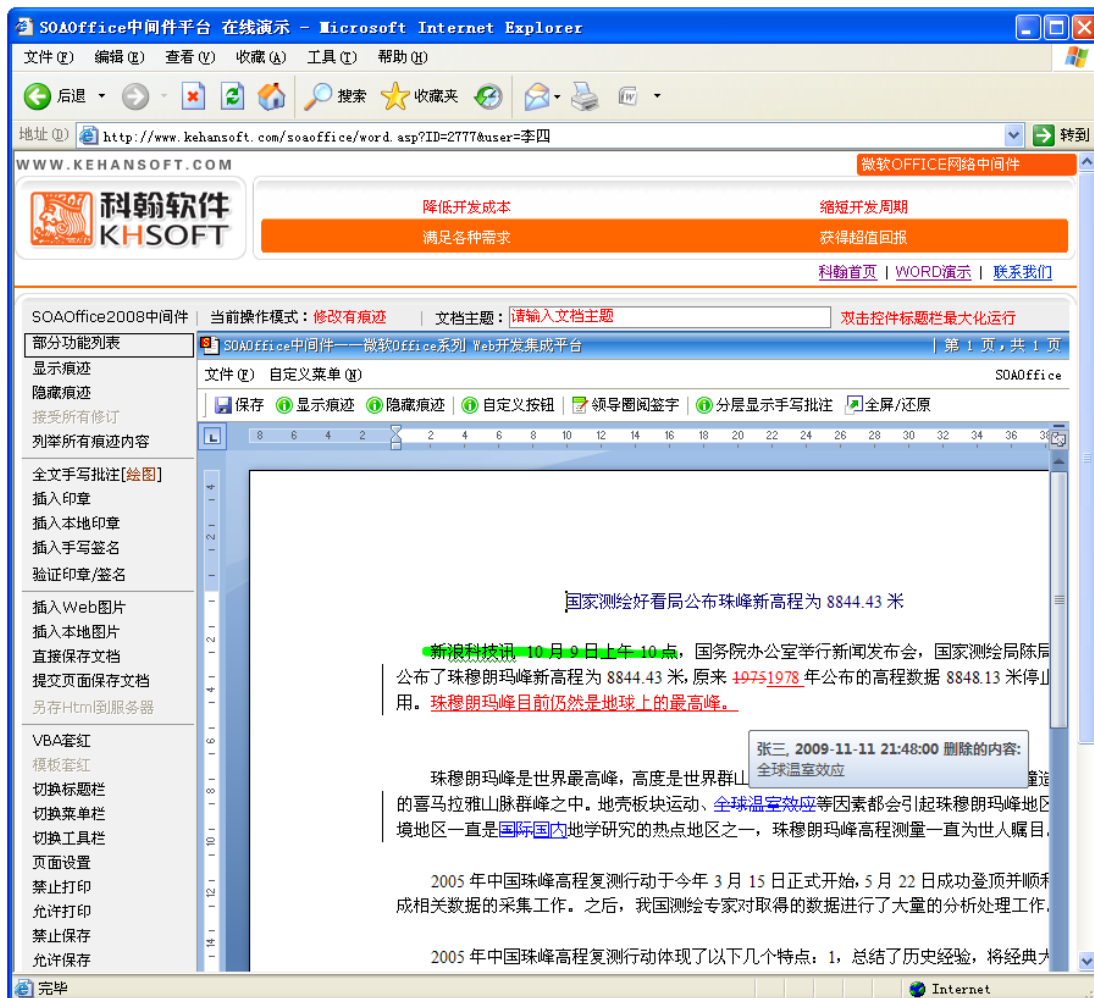 SOAOffice中间件平台 在线演示 - Microsoft Internet Explorer
文件(F) 编辑(E) 查看(V) 收藏(A) 工具(T) 帮助(H)
后退 搜索 收藏夹
地址(D) http://www.kehansoft.com/soaoffice/word.asp?ID=2777&user=李四 转到
WWW.KEHANSOFT.COM
微软OFFICE网络中间件
科翰软件
KHSOFT
降低开发成本 缩短开发周期
满足各种需求 获得超值回报
科翰首页 | WORD演示 | 联系我们
SOAOffice2008中间件 | 当前操作模式：修改有痕迹 | 文档主题： 请输入文档主题 双击控件标题栏最大化运行
部分功能列表
显示痕迹
隐藏痕迹
接受所有修订
列举所有痕迹内容
全文手写批注[绘图]
插入印章
插入本地印章
插入手写签名
验证印章/签名
插入Web图片
插入本地图片
直接保存文档
提交页面保存文档
另存Html到服务器
VBA套红
模板套红
切换标题栏
切换菜单栏
切换工具栏
页面设置
禁止打印
允许打印
禁止保存
允许保存
SOAOffice中间件——微软Office系列 Web开发集成平台 | 第 1 页,共 1 页
文件(F) 自定义菜单(N) SOAOffice
保存 显示痕迹 隐藏痕迹 | 自定义按钮 | 领导圈阅签字 | 分层显示手写批注 全屏/还原
8 6 4 2 2 4 6 8 10 12 14 16 18 20 22 24 26 28 30 32 34 36 38
4
2
2
4
6
8
10
12
14
国家测绘好看局公布珠峰新高程为 8844.43 米
新浪科技讯 10 月 9 日上午 10 点，国务院办公室举行新闻发布会，国家测绘局陈局
公布了珠穆朗玛峰新高程为 8844.43 米,原来 19751978 年公布的高程数据 8848.13 米停止
用。珠穆朗玛峰目前仍然是地球上的最高峰。
张三, 2009-11-11 21:48:00 删除的内容:
全球温室效应
珠穆朗玛峰是世界最高峰，高度是世界群山
的喜马拉雅山脉群峰之中。地壳板块运动、全球温室效应等因素都会引起珠穆朗玛峰地区
境地区一直是国际国内地学研究的热点地区之一，珠穆朗玛峰高程测量一直为世人瞩目。
2005 年中国珠峰高程复测行动于今年 3 月 15 日正式开始,5 月 22 日成功登顶并顺利
成相关数据的采集工作。之后，我国测绘专家对取得的数据进行了大量的分析处理工作。
2005 年中国珠峰高程复测行动体现了以下几个特点：1，总结了历史经验，将经典大
完毕 Internet